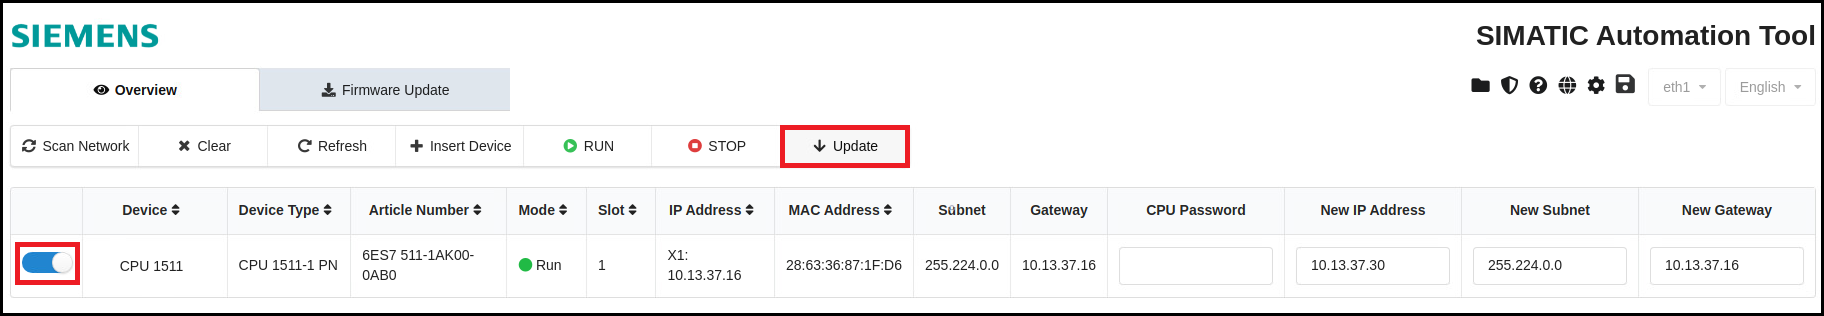 SIEMENS
SIMATIC Automation Tool
Overview
Firmware Update
eth1
English
Scan Network
Clear
Refresh
Insert Device
RUN
STOP
Update
Device
Device Type
Article Number
Mode
Slot
IP Address
MAC Address
Subnet
Gateway
CPU Password
New IP Address
New Subnet
New Gateway
CPU 1511
CPU 1511-1 PN
6ES7 511-1AK00-
0AB0
Run
1
X1:
10.13.37.16
28:63:36:87:1F:D6
255.224.0.0
10.13.37.16
10.13.37.30
255.224.0.0
10.13.37.16